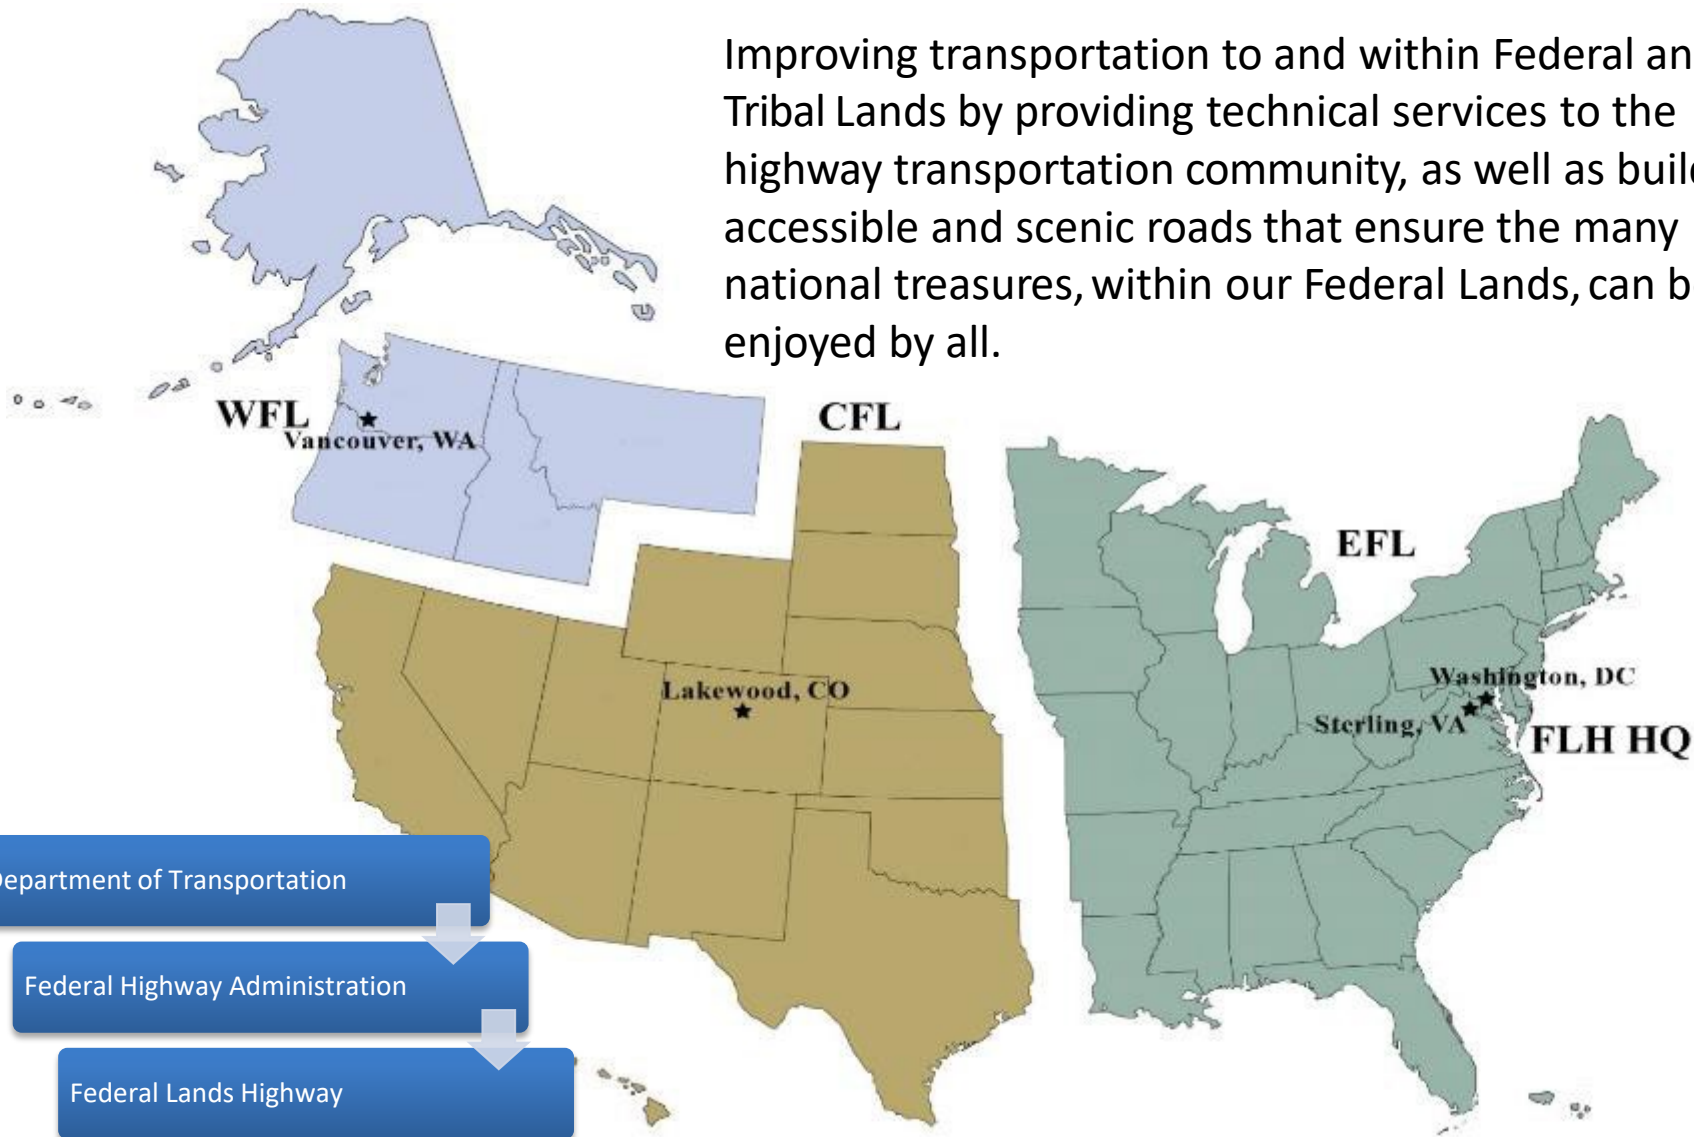 Improving transportation to and within Federal an
Tribal Lands by providing technical services to the
highway transportation community, as well as buil
accessible and scenic roads that ensure the many
national treasures, within our Federal Lands, can b
enjoyed by all.
WFL
Vancouver, WA
CFL
EFL
Lakewood, CO
Washington, DC
Sterling, VA
FLH HQ
Department of Transportation
Federal Highway Administration
Federal Lands Highway